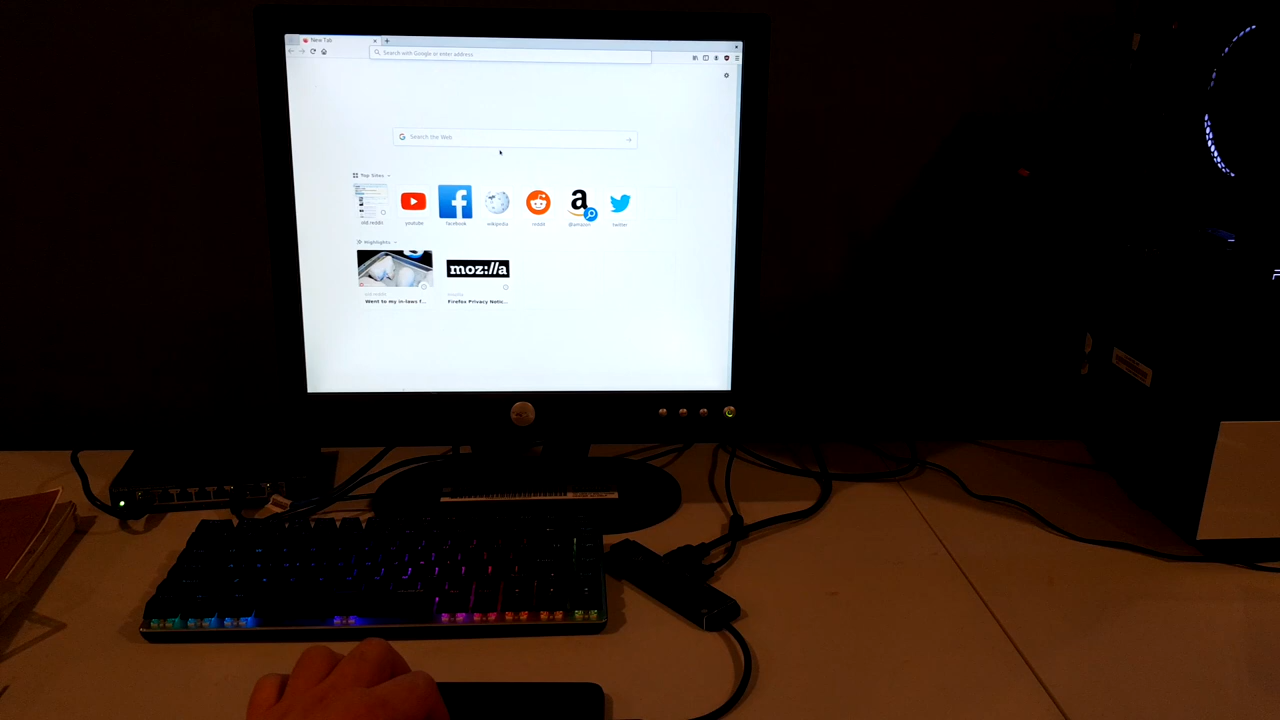 New Tab
Search with Google or enter address
Search the Web
Top Sites
old.reddit
youtube
facebook
wikipedia
reddit
@amazon
twitter
Highlights
moz://a
Went to my in-laws f...
Firefox Privacy Notic...